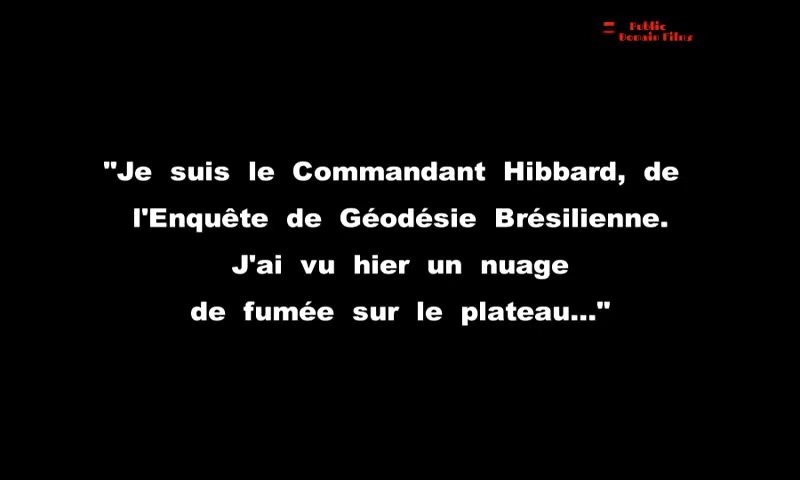 Public
Domain Films
"Je suis le Commandant Hibbard, de
l'Enquête de Géodésie Brésilienne.
J'ai vu hier un nuage
de fumée sur le plateau..."